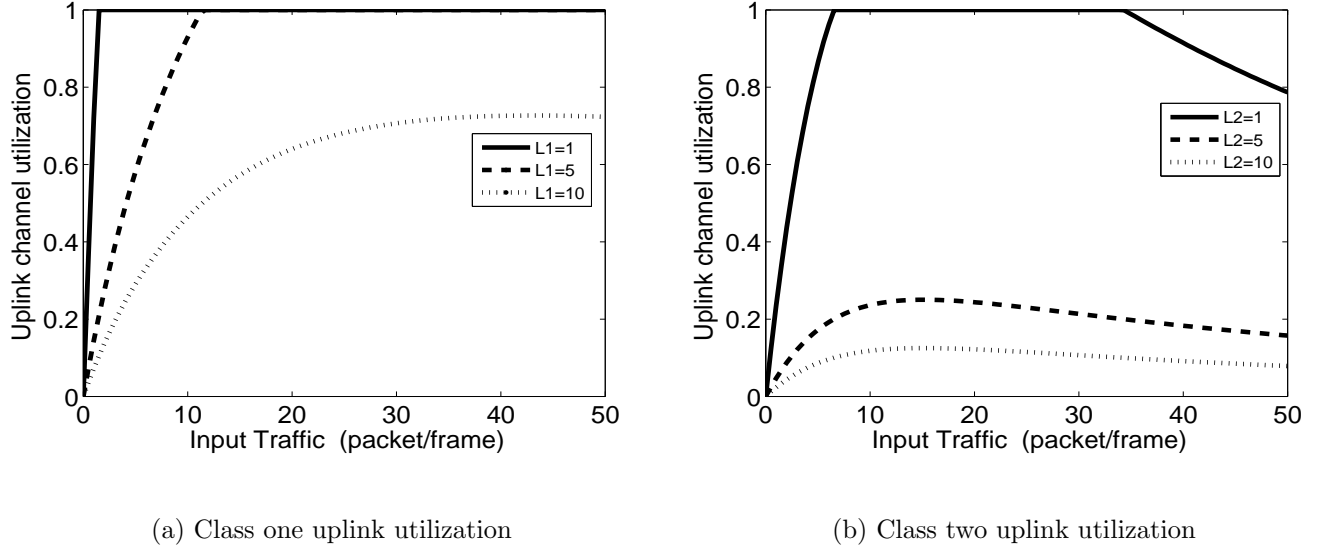 1
0.8
0.6
0.4
0.2
0
Uplink channel utilization
0 10 20 30 40 50
Input Traffic (packet/frame)
L1=1
L1=5
L1=10
(a) Class one uplink utilization
1
0.8
0.6
0.4
0.2
0
Uplink channel utilization
0 10 20 30 40 50
Input Traffic (packet/frame)
L2=1
L2=5
L2=10
(b) Class two uplink utilization